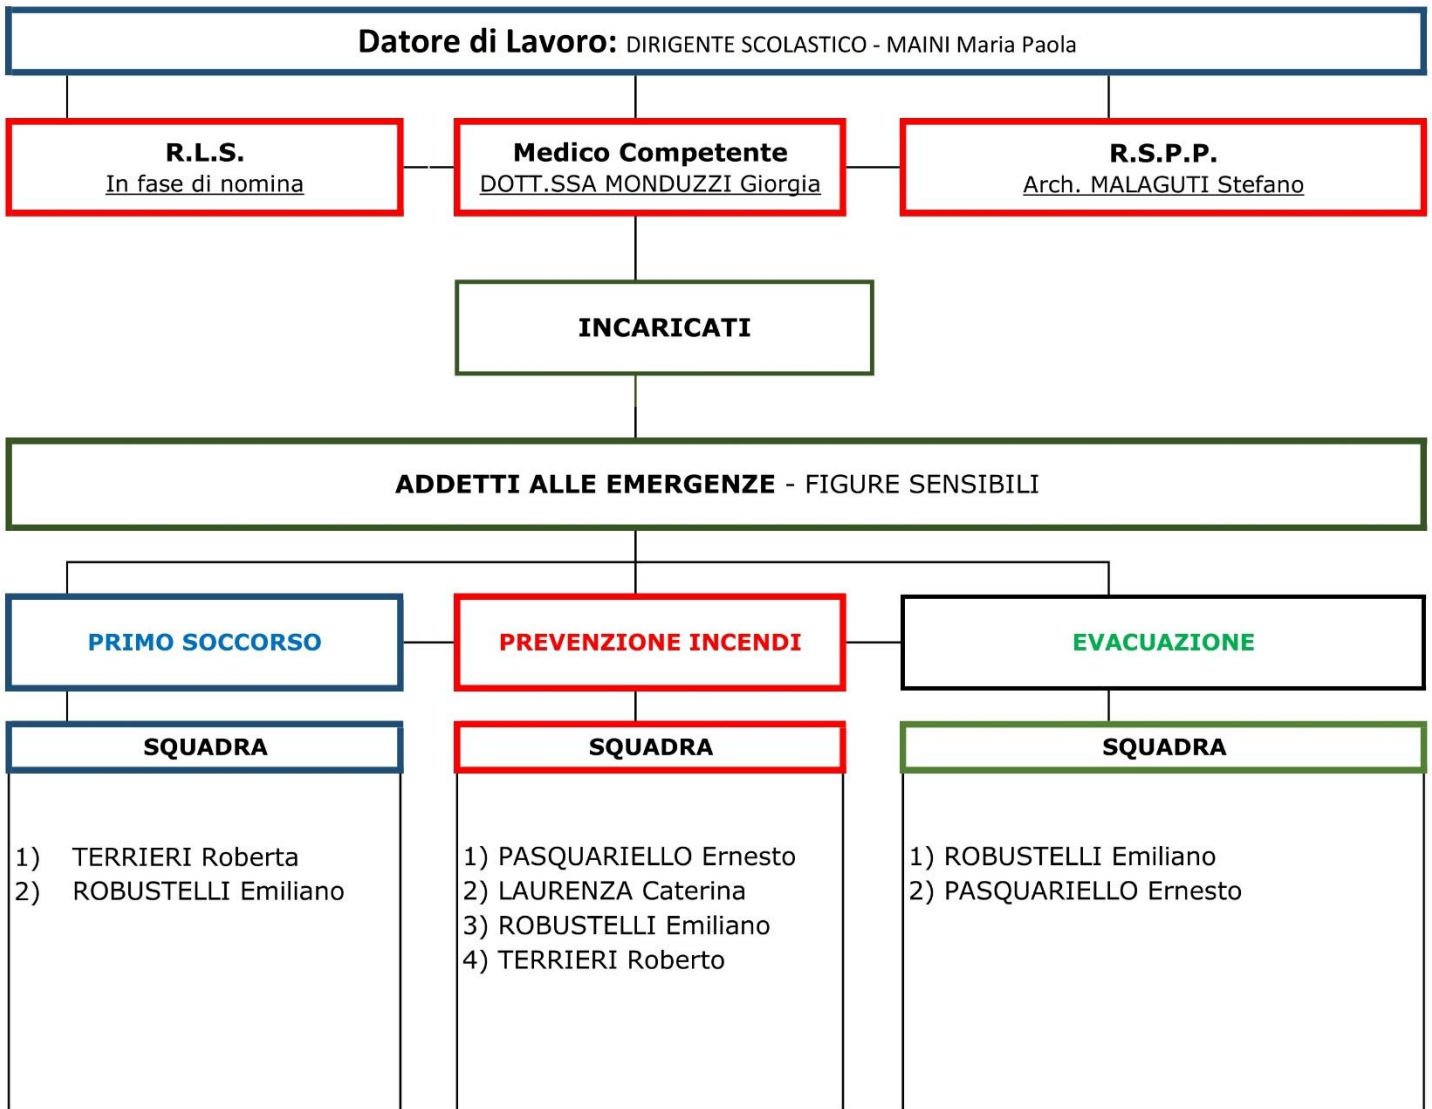 Datore di Lavoro: DIRIGENTE SCOLASTICO - MAINI Maria Paola
R.L.S.
In fase di nomina
Medico Competente
DOTT.SSA MONDUZZI Giorgia
R.S.P.P.
Arch. MALAGUTI Stefano
INCARICATI
ADDETTI ALLE EMERGENZE - FIGURE SENSIBILI
PRIMO SOCCORSO
PREVENZIONE INCENDI
EVACUAZIONE
SQUADRA
1) TERRIERI Roberta
2) ROBUSTELLI Emiliano
SQUADRA
1) PASQUARIELLO Ernesto
2) LAURENZA Caterina
3) ROBUSTELLI Emiliano
4) TERRIERI Roberto
SQUADRA
1) ROBUSTELLI Emiliano
2) PASQUARIELLO Ernesto